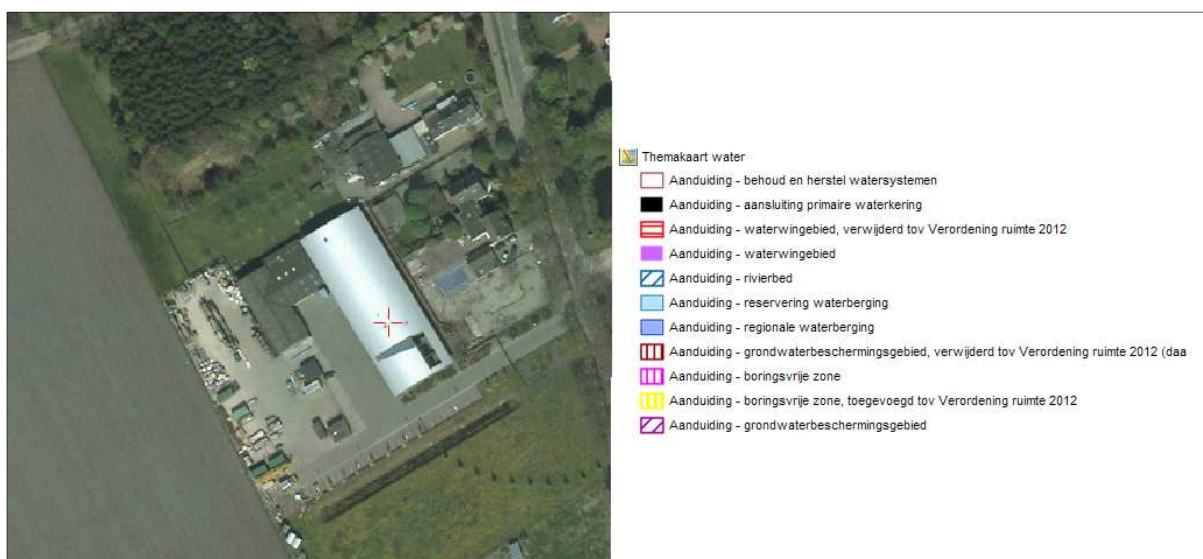 Themakaart water
Aanduiding - behoud en herstel watersystemen
Aanduiding - aansluiting primaire waterkering
Aanduiding - waterwingebied, verwijderd tov Verordening ruimte 2012
Aanduiding - waterwingebied
Aanduiding - rivierbed
Aanduiding - reservering waterberging
Aanduiding - regionale waterberging
Aanduiding - grondwaterbeschermingsgebied, verwijderd tov Verordening ruimte 2012 (daa
Aanduiding - boringsvrije zone
Aanduiding - boringsvrije zone, toegevoegd tov Verordening ruimte 2012
Aanduiding - grondwaterbeschermingsgebied